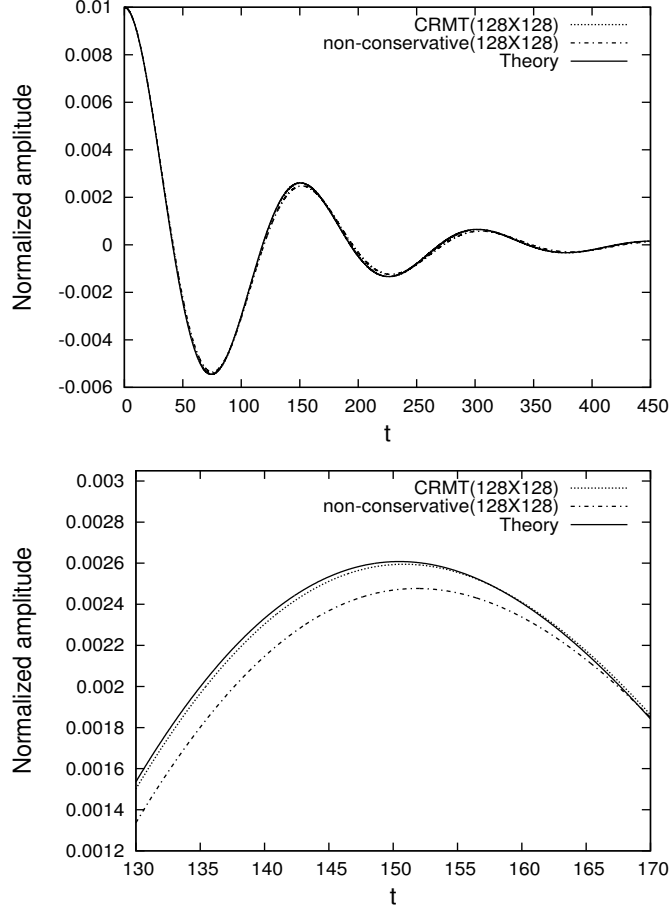 0.01
0.008
0.006
0.004
0.002
0
-0.002
-0.004
-0.006
Normalized amplitude
CRMT(128X128)
non-conservative(128X128)
Theory
0 50 100 150 200 250 300 350 400 450
t
0.003
0.0028
0.0026
0.0024
0.0022
0.002
0.0018
0.0016
0.0014
0.0012
Normalized amplitude
CRMT(128X128)
non-conservative(128X128)
Theory
130 135 140 145 150 155 160 165 170
t